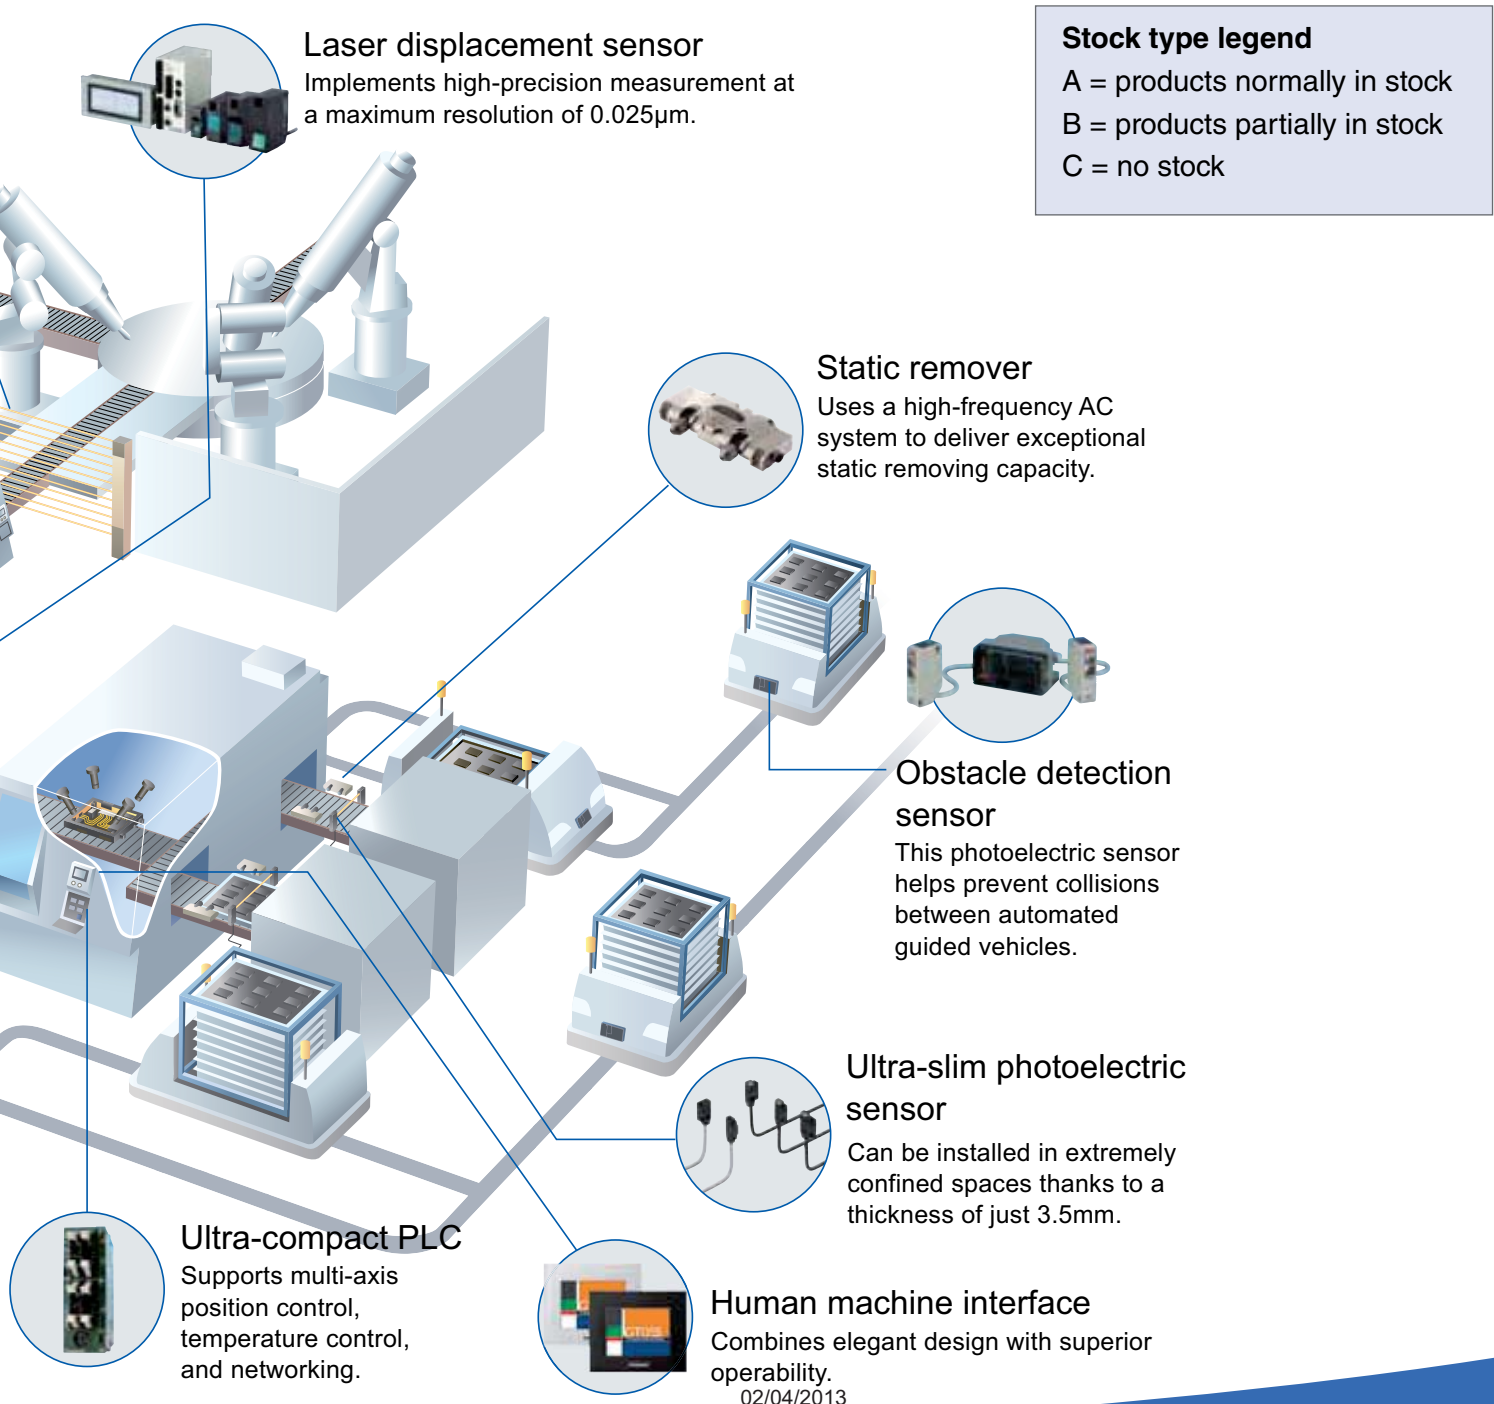 Laser displacement sensor
Implements high-precision measurement at
a maximum resolution of 0.025µm.
Stock type legend
A = products normally in stock
B = products partially in stock
C = no stock
Static remover
Uses a high-frequency AC
system to deliver exceptional
static removing capacity.
Obstacle detection
sensor
This photoelectric sensor
helps prevent collisions
between automated
guided vehicles.
Ultra-slim photoelectric
sensor
Can be installed in extremely
confined spaces thanks to a
thickness of just 3.5mm.
Ultra-compact PLC
Supports multi-axis
position control,
temperature control,
and networking.
Human machine interface
Combines elegant design with superior
operability.
02/04/2013